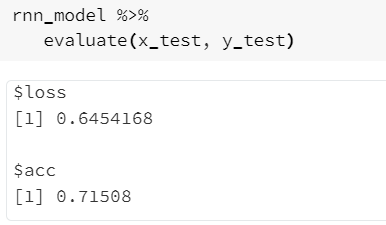 rnn_model %>%
evaluate(x_test, y_test)
$loss
[1] 0.6454168
$acc
[1] 0.71508